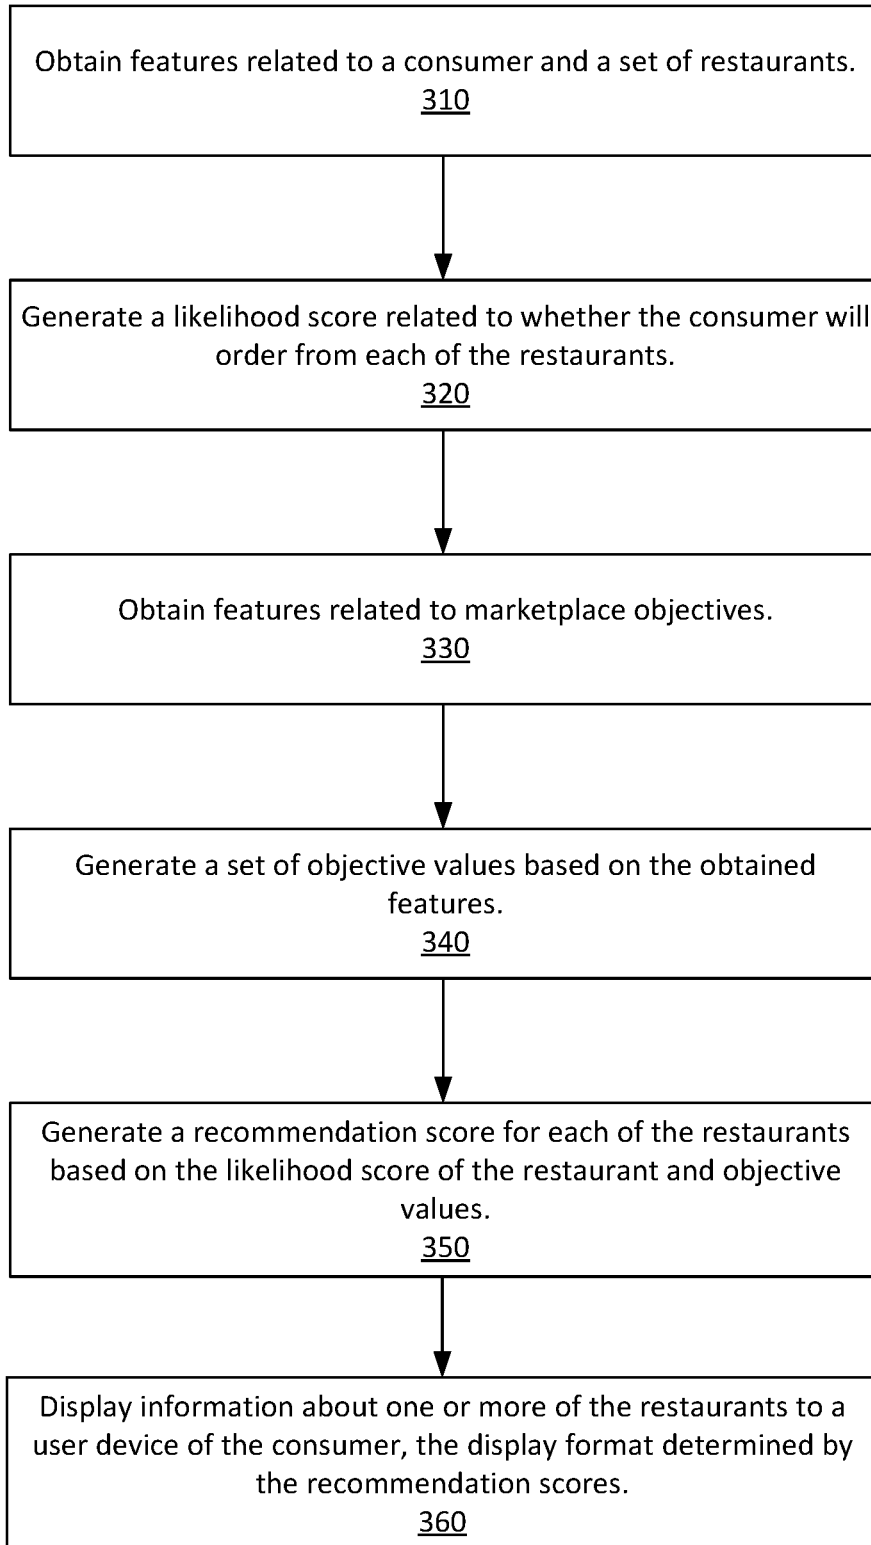 Obtain features related to a consumer and a set of restaurants.
310
Generate a likelihood score related to whether the consumer will
order from each of the restaurants.
320
Obtain features related to marketplace objectives.
330
Generate a set of objective values based on the obtained
features.
340
Generate a recommendation score for each of the restaurants
based on the likelihood score of the restaurant and objective
values.
350
Display information about one or more of the restaurants to a
user device of the consumer, the display format determined by
the recommendation scores.
360